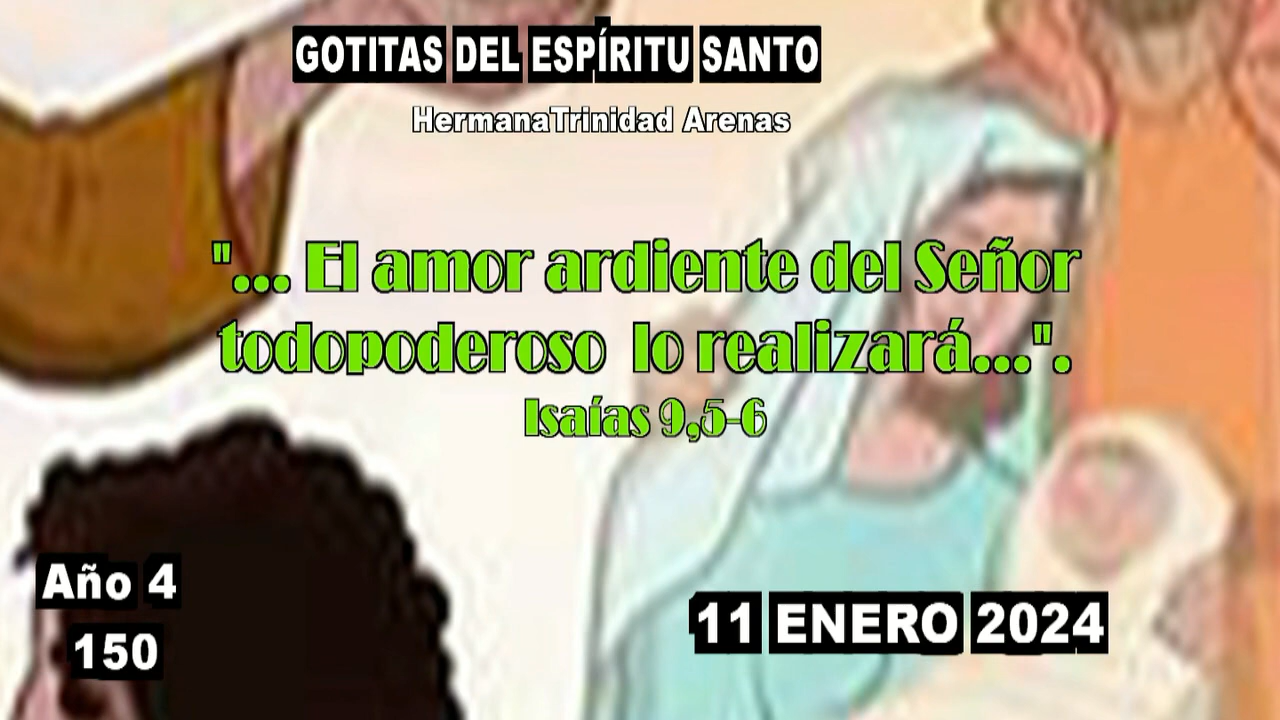 GOTITAS DEL ESPÍRITU SANTO
HermanaTrinidad Arenas
"... El amor ardiente del Señor
todopoderoso lo realizará...".
Isaías 9,5-6
Año 4
150
11 ENERO 2024